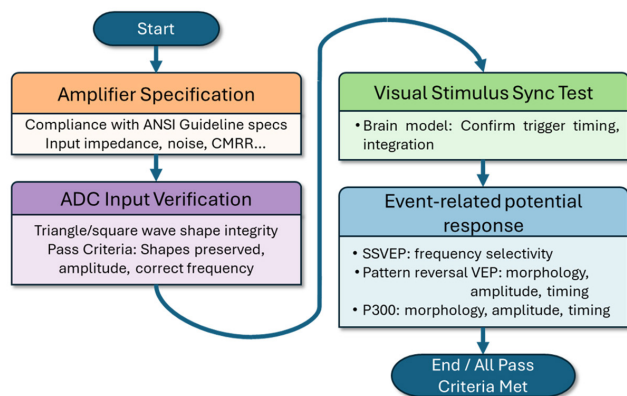 Start
Amplifier Specification
Compliance with ANSI Guideline specs
Input impedance, noise, CMRR...
ADC Input Verification
Triangle/square wave shape integrity
Pass Criteria: Shapes preserved,
amplitude, correct frequency
Visual Stimulus Sync Test
• Brain model: Confirm trigger timing,
integration
Event-related potential
response
• SSVEP: frequency selectivity
• Pattern reversal VEP: morphology,
amplitude, timing
• P300: morphology, amplitude, timing
End / All Pass
Criteria Met